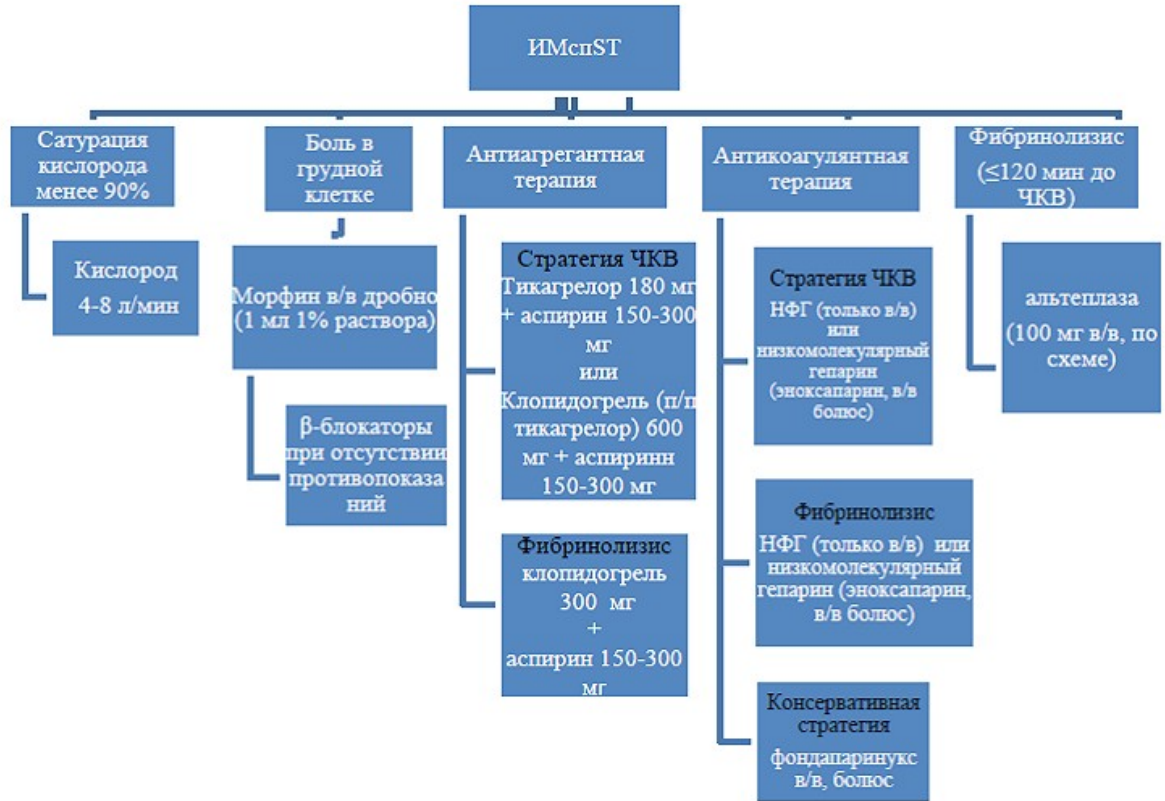 ИМспST
Сатурация
кислорода
менее 90%
Кислород
4-8 л/мин
Боль в
грудной
клетке
Морфин в/в дробно
(1 мл 1% раствора)
β-блокаторы
при отсутствии
противопоказа
ний
Антиагрегантная
терапия
Стратегия ЧКВ
Тикагрелор 180 мг
+ аспирин 150-300
мг
или
Клопидогрель (п/п
тикагрелор) 600
мг + аспиринн
150-300 мг
Фибринолизис
клопидогрель
300 мг
+
аспирин 150-300
мг
Антикоагулянтная
терапия
Стратегия ЧКВ
НФГ (только в/в)
или
низкомолекулярный
гепарин
(эноксапарин, в/в
болюс)
Фибринолизис
НФГ (только в/в) или
низкомолекулярный
гепарин (эноксапарин,
в/в болюс)
Консервативная
стратегия
фондапаринукс
в/в, болюс
Фибринолизис
(≤120 мин до
ЧКВ)
альтеплаза
(100 мг в/в, по
схеме)